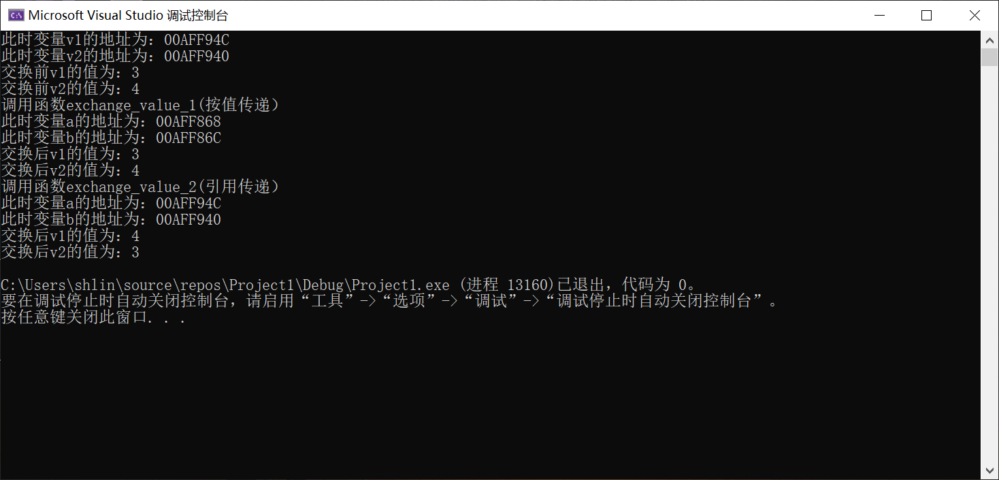 Microsoft Visual Studio 调试控制台
此时变量v1的地址为：00AFF94C
此时变量v2的地址为：00AFF940
交换前v1的值为：3
交换前v2的值为：4
调用函数exchange_value_1(按值传递）
此时变量a的地址为：00AFF868
此时变量b的地址为：00AFF86C
交换后v1的值为：3
交换后v2的值为：4
调用函数exchange_value_2(引用传递）
此时变量a的地址为：00AFF94C
此时变量b的地址为：00AFF940
交换后v1的值为：4
交换后v2的值为：3
C:\Users\shlin\source\repos\Project1\Debug\Project1.exe (进程 13160)已退出，代码为 0。
要在调试停止时自动关闭控制台，请启用“工具”->“选项”->“调试”->“调试停止时自动关闭控制台”。
按任意键关闭此窗口. . .